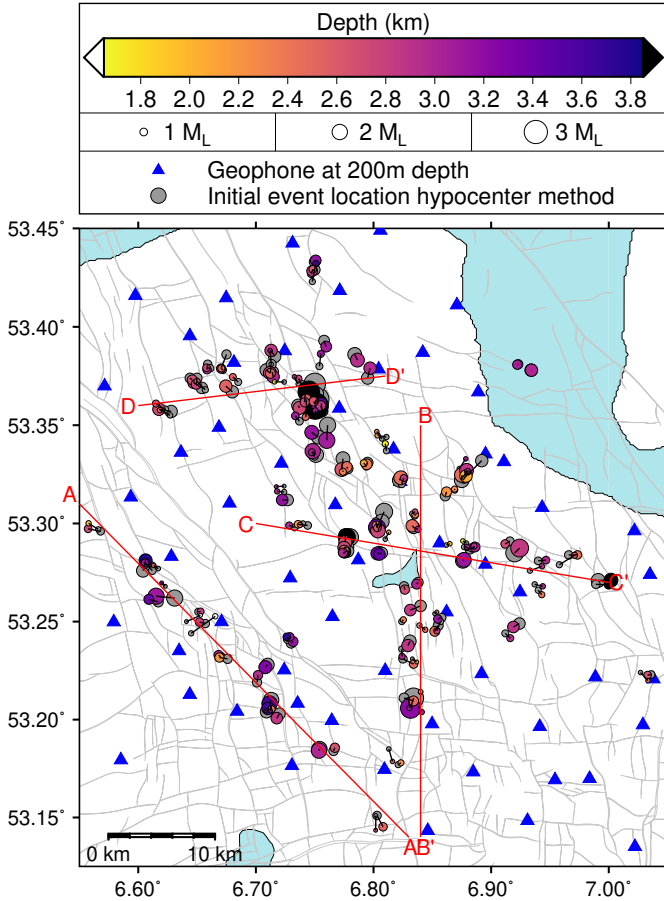 Depth (km)
1.8 2.0 2.2 2.4 2.6 2.8 3.0 3.2 3.4 3.6 3.8
1 ML 2 ML 3 ML
Geophone at 200m depth
Initial event location hypocenter method
53.45°
53.40°
D D'
B
53.35°
A
C
53.30°
C'
53.25°
53.20°
53.15°
0 km 10 km
AB'
6.60° 6.70° 6.80° 6.90° 7.00°